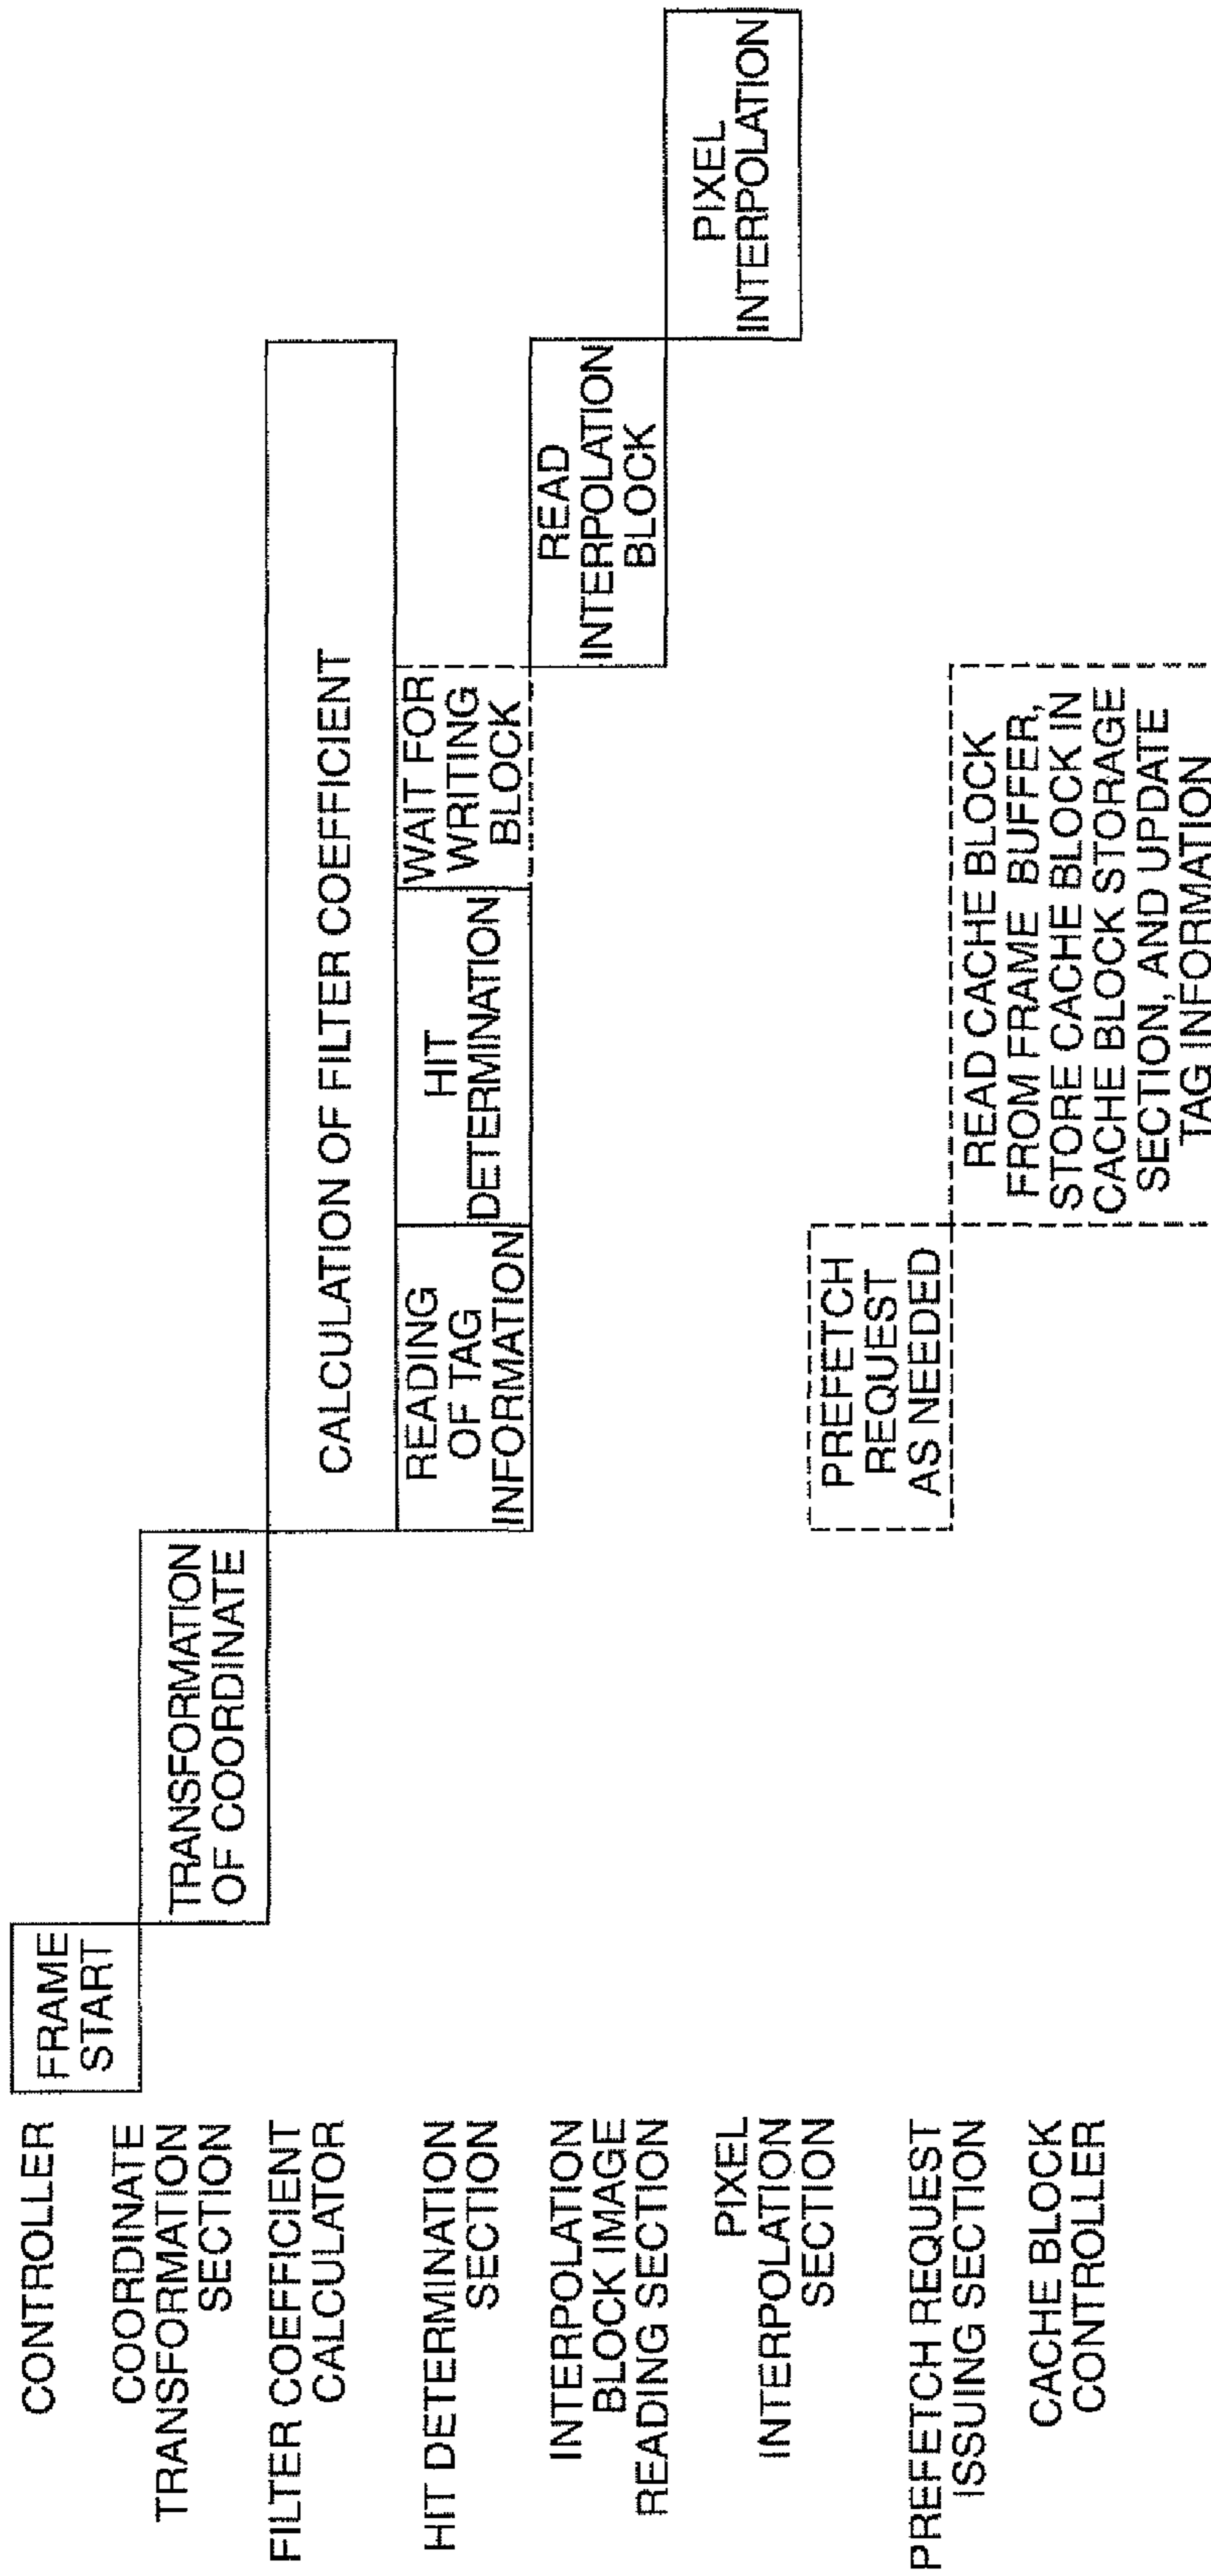 CONTROLLER
COORDINATE
TRANSFORMATION
SECTION
FILTER COEFFICIENT
CALCULATOR
HIT DETERMINATION
SECTION
INTERPOLATION
BLOCK IMAGE
READING SECTION
PIXEL
INTERPOLATION
SECTION
PREFETCH REQUEST
ISSUING SECTION
CACHE BLOCK
CONTROLLER
FRAME
START
TRANSFORMATION
OF COORDINATE
CALCULATION OF FILTER COEFFICIENT
READING
OF TAG
INFORMATION
HIT
DETERMINATION
WAIT FOR
WRITING
BLOCK
READ
INTERPOLATION
BLOCK
PIXEL
INTERPOLATION
PREFETCH
REQUEST
AS NEEDED
READ CACHE BLOCK
FROM FRAME BUFFER,
STORE CACHE BLOCK IN
CACHE BLOCK STORAGE
SECTION, AND UPDATE
TAG INFORMATION